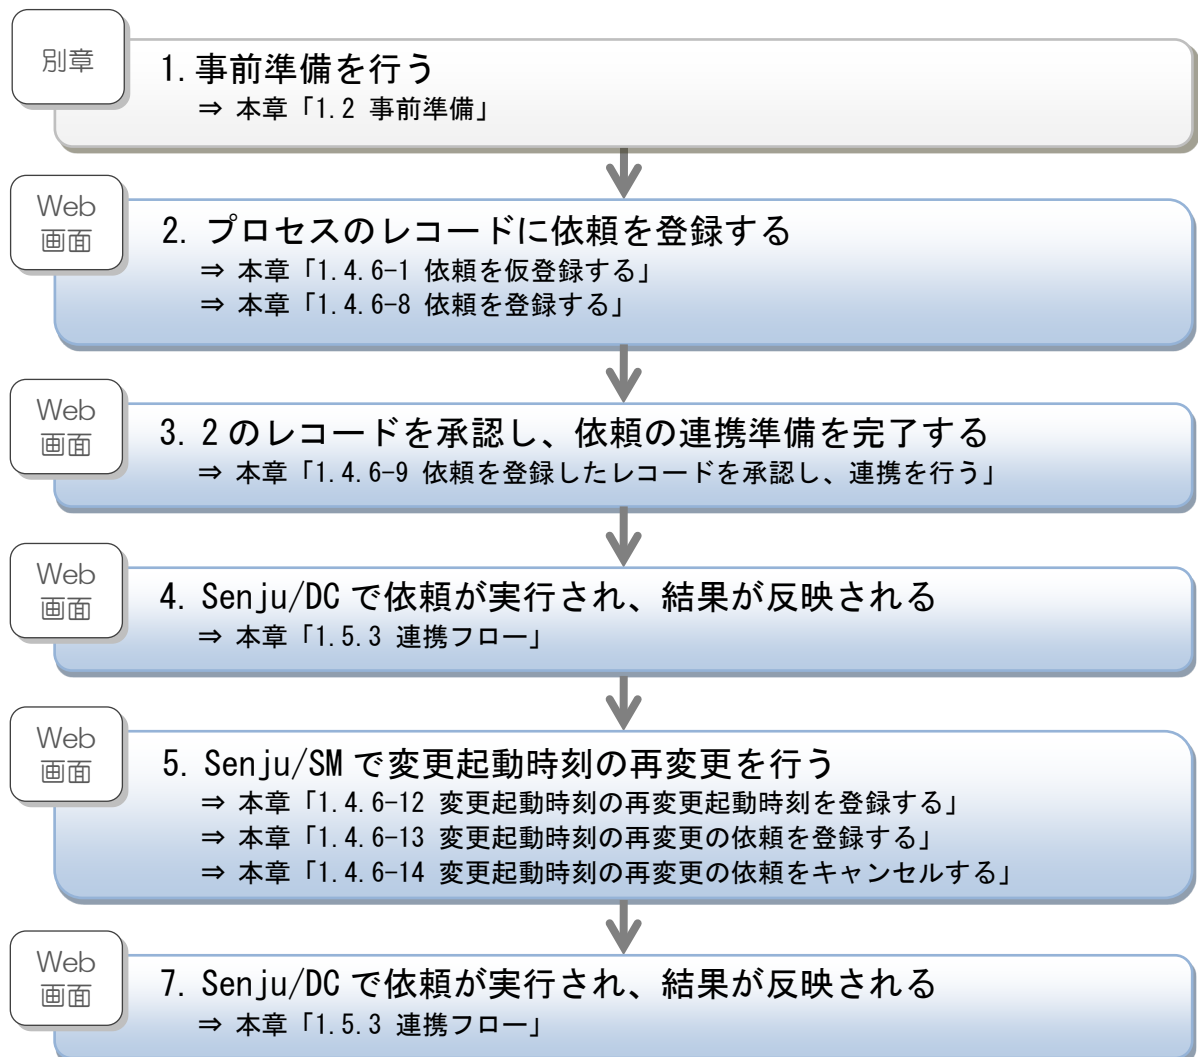 別章
1. 事前準備を行う
⇒ 本章「1.2 事前準備」
Web
画面
2. プロセスのレコードに依頼を登録する
⇒ 本章「1.4.6-1 依頼を仮登録する」
⇒ 本章「1.4.6-8 依頼を登録する」
Web
画面
3. 2 のレコードを承認し、依頼の連携準備を完了する
⇒ 本章「1.4.6-9 依頼を登録したレコードを承認し、連携を行う」
Web
画面
4. Senju/DC で依頼が実行され、結果が反映される
⇒ 本章「1.5.3 連携フロー」
Web
画面
5. Senju/SM で変更起動時刻の再変更を行う
⇒ 本章「1.4.6-12 変更起動時刻の再変更起動時刻を登録する」
⇒ 本章「1.4.6-13 変更起動時刻の再変更の依頼を登録する」
⇒ 本章「1.4.6-14 変更起動時刻の再変更の依頼をキャンセルする」
Web
画面
7. Senju/DC で依頼が実行され、結果が反映される
⇒ 本章「1.5.3 連携フロー」